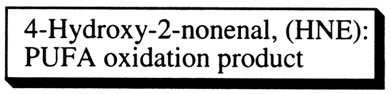 4-Hydroxy-2-nonenal, (HNE):
PUFA oxidation product